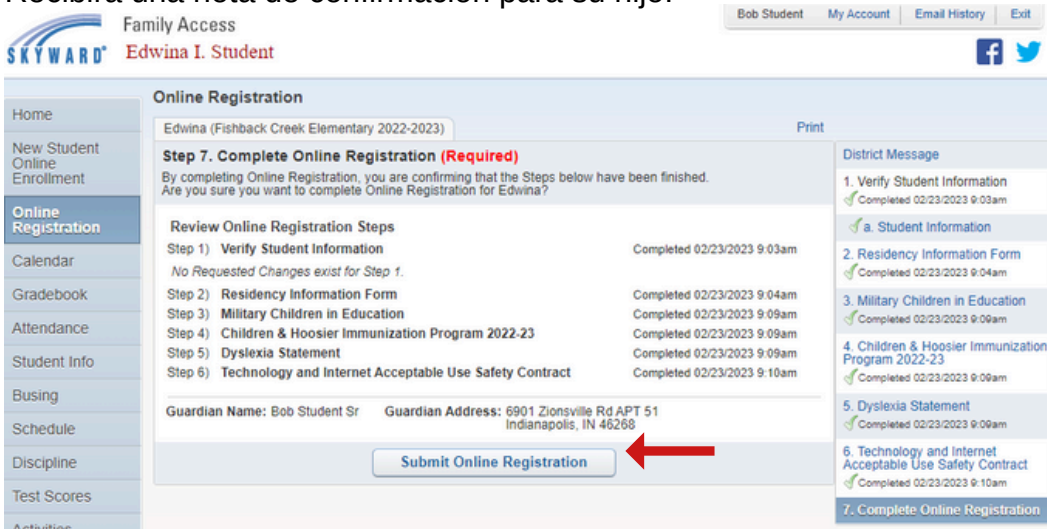 Recibirá una nota de confirmación para su hijo.
Family Access
Bob Student My Account Email History Exit
SKYWARD®
Edwina I. Student
Home
New Student
Online
Enrollment
Online
Registration
Calendar
Gradebook
Attendance
Student Info
Busing
Schedule
Discipline
Test Scores
Activities
Online Registration
Edwina (Fishback Creek Elementary 2022-2023)
Print
Step 7. Complete Online Registration (Required)
By completing Online Registration, you are confirming that the Steps below have been finished.
Are you sure you want to complete Online Registration for Edwina?
Review Online Registration Steps
Step 1) Verify Student Information Completed 02/23/2023 9:03am
No Requested Changes exist for Step 1.
Step 2) Residency Information Form Completed 02/23/2023 9:04am
Step 3) Military Children in Education Completed 02/23/2023 9:09am
Step 4) Children & Hoosier Immunization Program 2022-23 Completed 02/23/2023 9:09am
Step 5) Dyslexia Statement Completed 02/23/2023 9:09am
Step 6) Technology and Internet Acceptable Use Safety Contract Completed 02/23/2023 9:10am
Guardian Name: Bob Student Sr Guardian Address: 6901 Zionsville Rd APT 51
Indianapolis, IN 46268
Submit Online Registration
District Message
1. Verify Student Information
Completed 02/23/2023 9:03am
a. Student Information
2. Residency Information Form
Completed 02/23/2023 9:04am
3. Military Children in Education
Completed 02/23/2023 9:09am
4. Children & Hoosier Immunization
Program 2022-23
Completed 02/23/2023 9:09am
5. Dyslexia Statement
Completed 02/23/2023 9:09am
6. Technology and Internet
Acceptable Use Safety Contract
Completed 02/23/2023 9:10am
7. Complete Online Registration